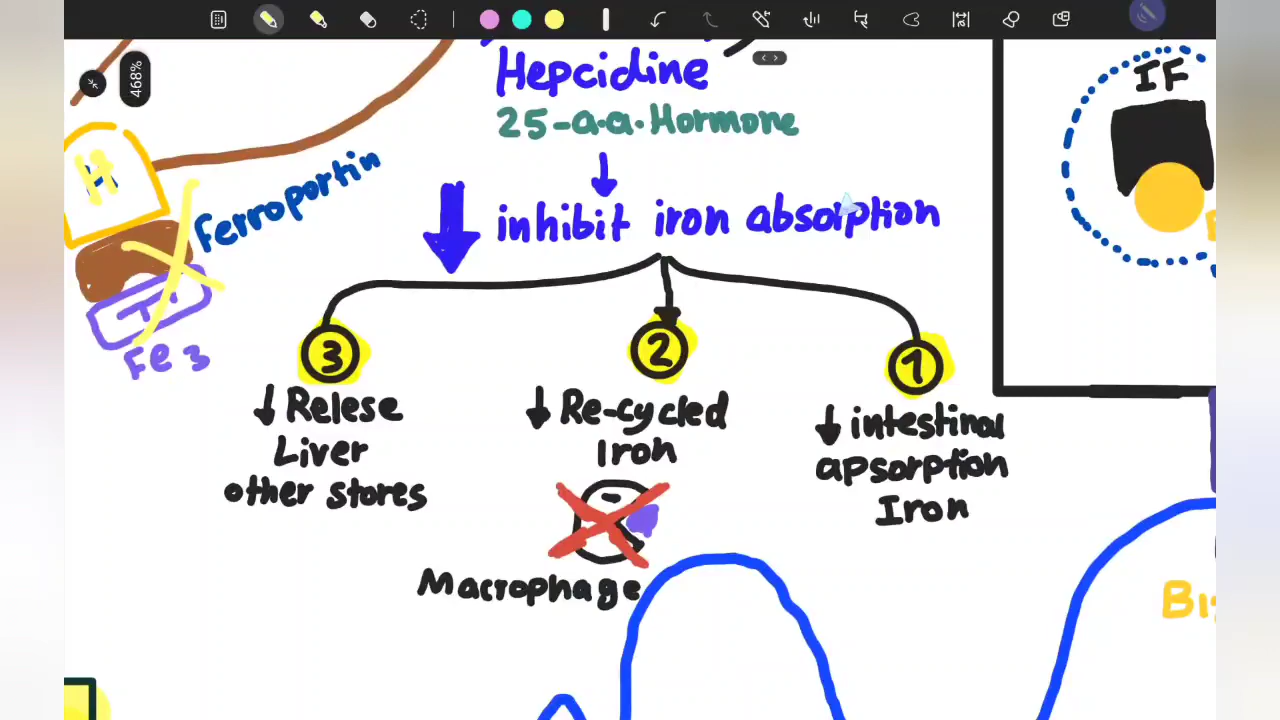 468%
Hepcidine
25-a.a. Hormone
IF
H
Ferroportin
inhibit iron absorption
Fe 3
3
2
1
↓ Relese
Liver
other stores
↓ Re-cycled
Iron
↓ intestinal
apsorption
Iron
Macrophage